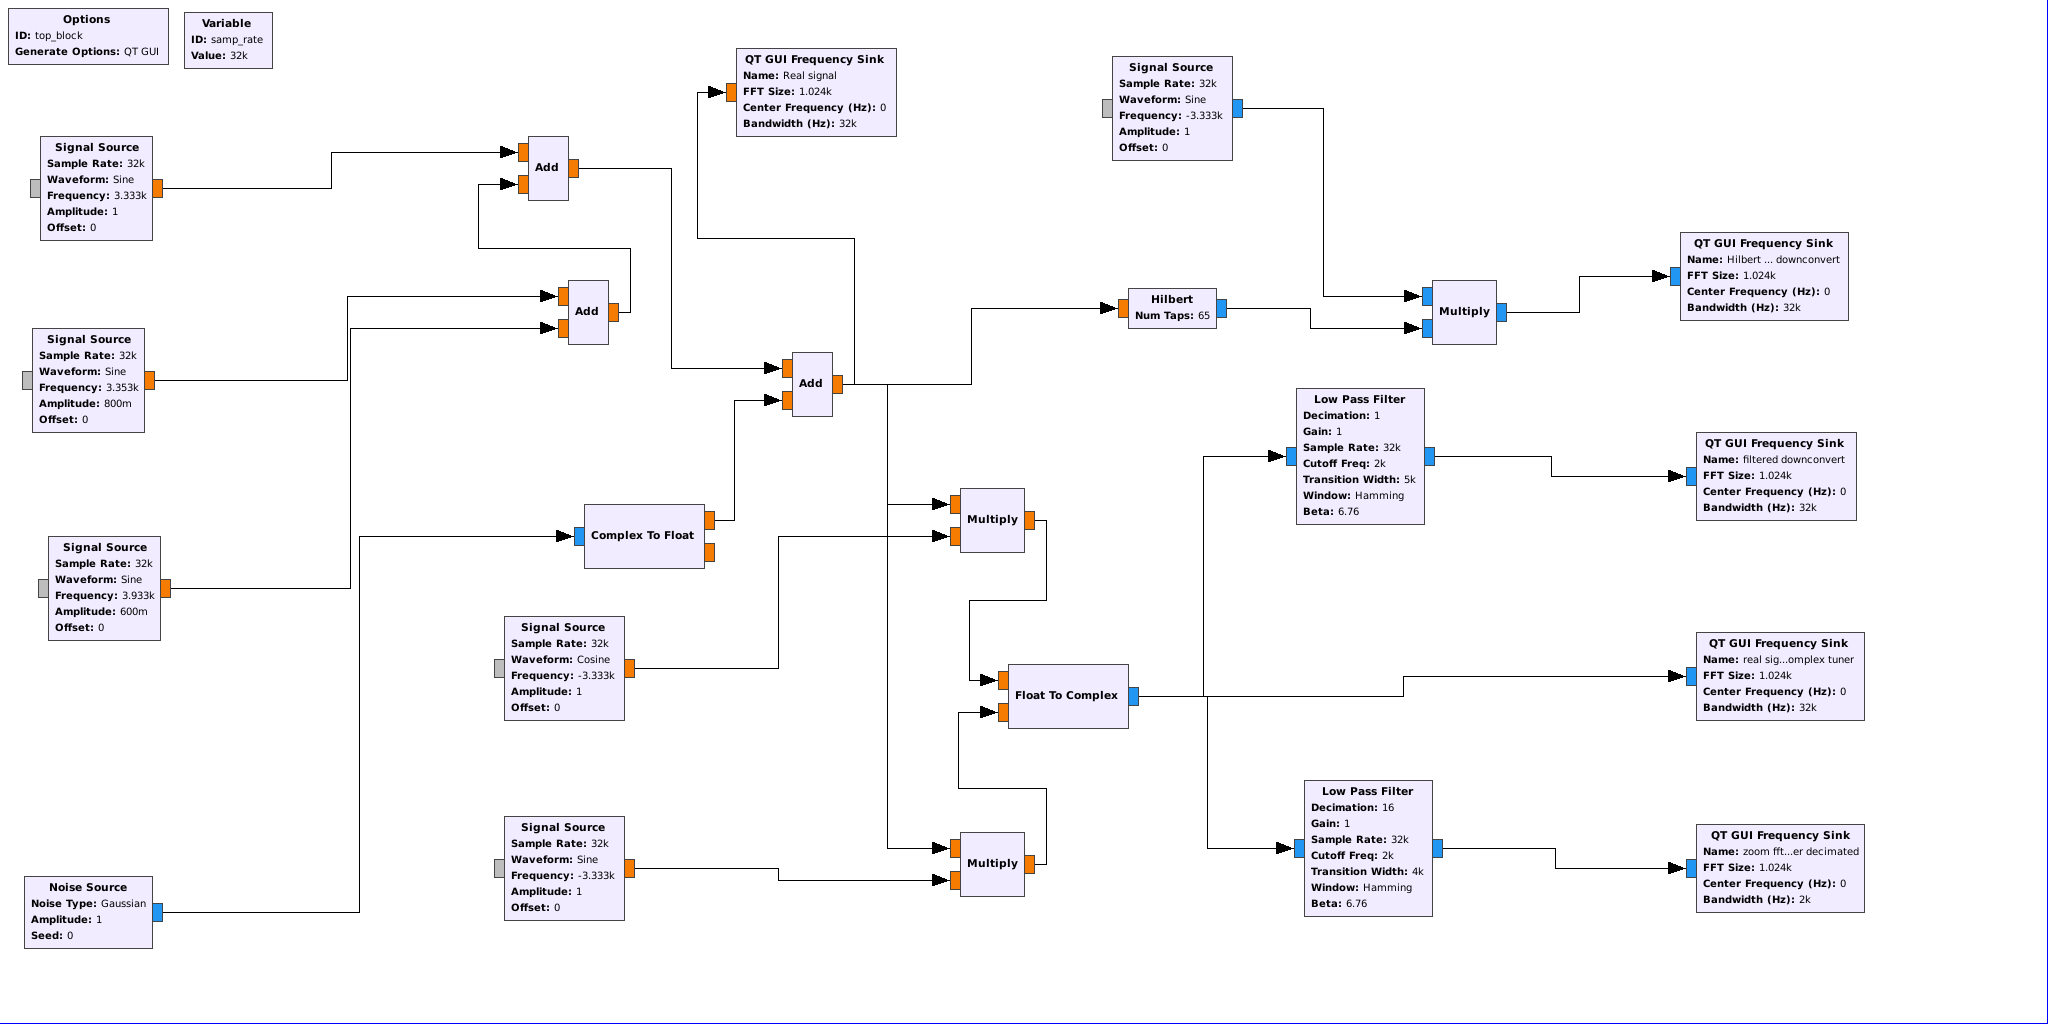 Options
ID: top_block
Generate Options: QT GUI
Variable
ID: samp_rate
Value: 32k
QT GUI Frequency Sink
Name: Real signal
FFT Size: 1.024k
Center Frequency (Hz): 0
Bandwidth (Hz): 32k
Signal Source
Sample Rate: 32k
Waveform: Sine
Frequency: -3.333k
Amplitude: 1
Offset: 0
Signal Source
Sample Rate: 32k
Waveform: Sine
Frequency: 3.333k
Amplitude: 1
Offset: 0
Add
QT GUI Frequency Sink
Name: Hilbert ... downconvert
FFT Size: 1.024k
Center Frequency (Hz): 0
Bandwidth (Hz): 32k
Add
Hilbert
Num Taps: 65
Multiply
Signal Source
Sample Rate: 32k
Waveform: Sine
Frequency: 3.353k
Amplitude: 800m
Offset: 0
Add
Low Pass Filter
Decimation: 1
Gain: 1
Sample Rate: 32k
Cutoff Freq: 2k
Transition Width: 5k
Window: Hamming
Beta: 6.76
QT GUI Frequency Sink
Name: filtered downconvert
FFT Size: 1.024k
Center Frequency (Hz): 0
Bandwidth (Hz): 32k
Complex To Float
Multiply
Signal Source
Sample Rate: 32k
Waveform: Sine
Frequency: 3.933k
Amplitude: 600m
Offset: 0
Signal Source
Sample Rate: 32k
Waveform: Cosine
Frequency: -3.333k
Amplitude: 1
Offset: 0
Float To Complex
QT GUI Frequency Sink
Name: real sig...omplex tuner
FFT Size: 1.024k
Center Frequency (Hz): 0
Bandwidth (Hz): 32k
Signal Source
Sample Rate: 32k
Waveform: Sine
Frequency: -3.333k
Amplitude: 1
Offset: 0
Multiply
Low Pass Filter
Decimation: 16
Gain: 1
Sample Rate: 32k
Cutoff Freq: 2k
Transition Width: 4k
Window: Hamming
Beta: 6.76
QT GUI Frequency Sink
Name: zoom fft...er decimated
FFT Size: 1.024k
Center Frequency (Hz): 0
Bandwidth (Hz): 2k
Noise Source
Noise Type: Gaussian
Amplitude: 1
Seed: 0